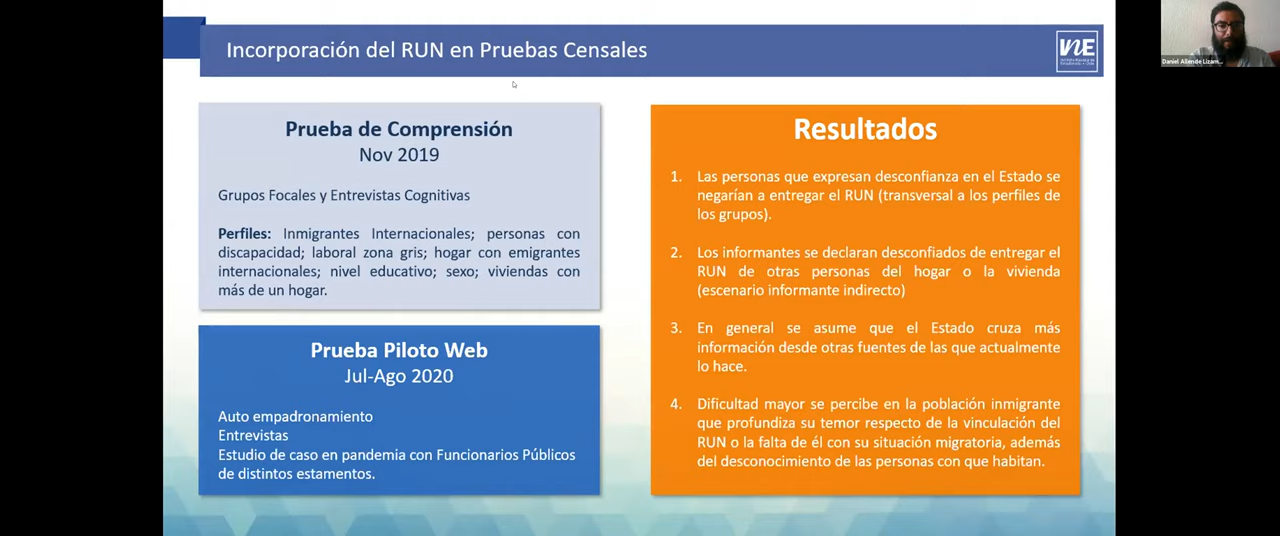 Incorporación del RUN en Pruebas Censales
INE
Daniel Allende Lizam...
Prueba de Comprensión
Nov 2019
Grupos Focales y Entrevistas Cognitivas
Perfiles: Inmigrantes Internacionales; personas con
discapacidad; laboral zona gris; hogar con emigrantes
internacionales; nivel educativo; sexo; viviendas con
más de un hogar.
Prueba Piloto Web
Jul-Ago 2020
Auto empadronamiento
Entrevistas
Estudio de caso en pandemia con Funcionarios Públicos
de distintos estamentos.
Resultados
1. Las personas que expresan desconfianza en el Estado se
negarían a entregar el RUN (transversal a los perfiles de
los grupos).
2. Los informantes se declaran desconfiados de entregar el
RUN de otras personas del hogar o la vivienda
(escenario informante indirecto)
3. En general se asume que el Estado cruza más
información desde otras fuentes de las que actualmente
lo hace.
4. Dificultad mayor se percibe en la población inmigrante
que profundiza su temor respecto de la vinculación del
RUN o la falta de él con su situación migratoria, además
del desconocimiento de las personas con que habitan.